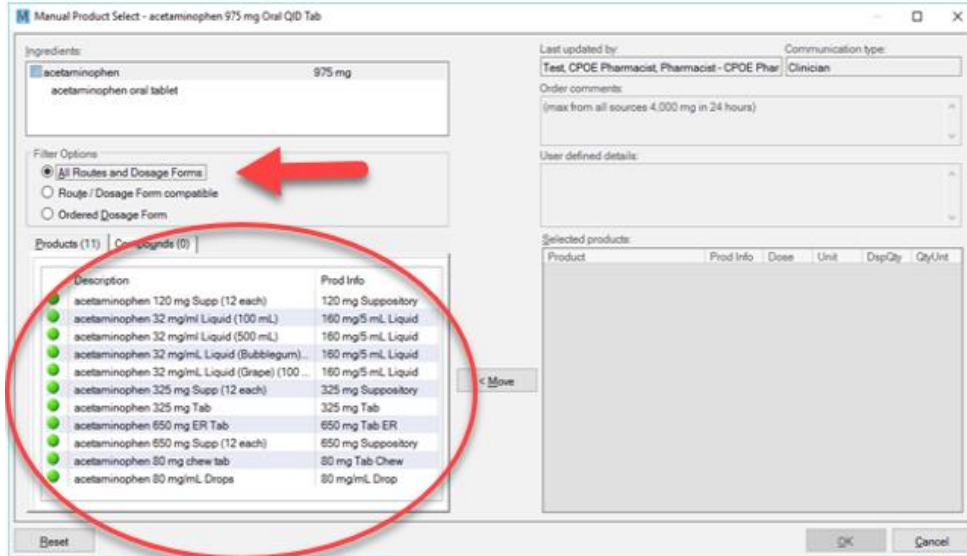 Manual Product Select - acetaminophen 975 mg Oral QID Tab
Ingredients:
acetaminophen 975 mg
acetaminophen oral tablet
Last updated by: Communication type:
Test, CPOE Pharmacist, Pharmacist - CPOE Phar Clinician
Order comments:
(max from all sources 4,000 mg in 24 hours)
Filter Options
All Routes and Dosage Forms
Route / Dosage Form compatible
Ordered Dosage Form
User defined details:
Products (11) Compounds (0)
Description Prod Info
acetaminophen 120 mg Supp (12 each) 120 mg Suppository
acetaminophen 32 mg/ml Liquid (100 mL) 160 mg/5 mL Liquid
acetaminophen 32 mg/ml Liquid (500 mL) 160 mg/5 mL Liquid
acetaminophen 32 mg/mL Liquid (Bubblegum)... 160 mg/5 mL Liquid
acetaminophen 32 mg/mL Liquid (Grape) (100 ... 160 mg/5 mL Liquid
acetaminophen 325 mg Supp (12 each) 325 mg Suppository
acetaminophen 325 mg Tab 325 mg Tab
acetaminophen 650 mg ER Tab 650 mg Tab ER
acetaminophen 650 mg Supp (12 each) 650 mg Suppository
acetaminophen 80 mg chew tab 80 mg Tab Chew
acetaminophen 80 mg/mL Drops 80 mg/mL Drop
< Move
Selected products:
Product Prod Info Dose Unit DspQty QtyUnt
Reset OK Cancel